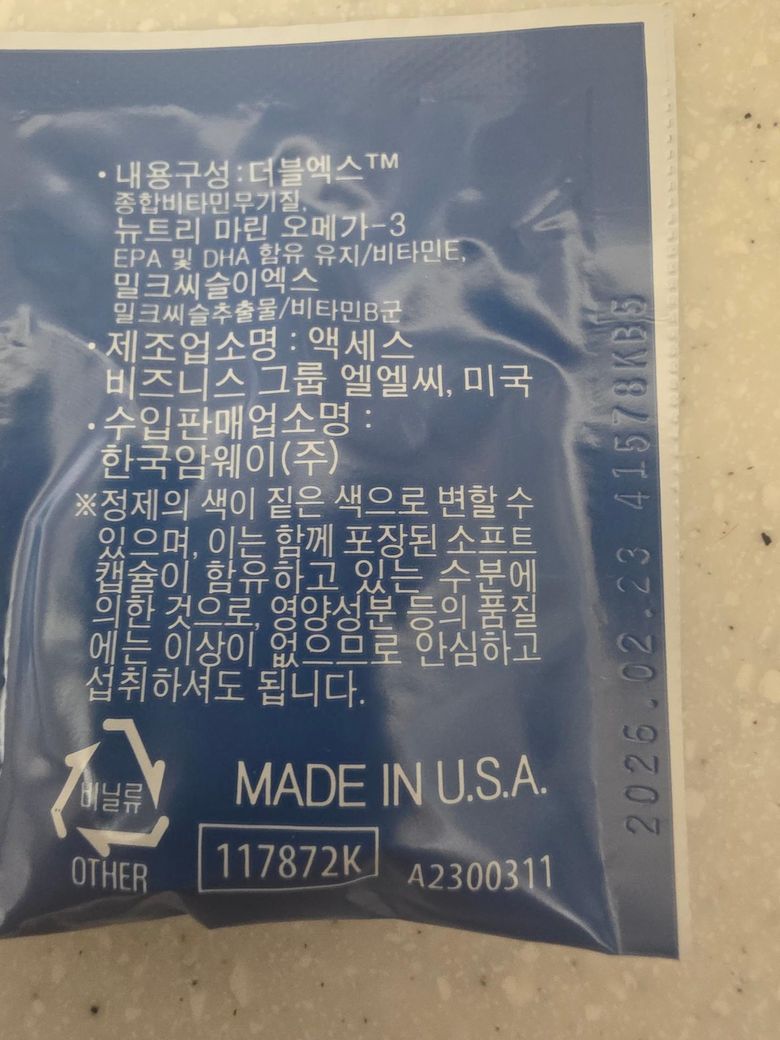 • 내용구성 : 더블엑스™
종합비타민무기질,
뉴트리 마린 오메가-3
EPA 및 DHA 함유 유지/비타민E,
밀크씨슬이엑스
밀크씨슬추출물/비타민B군
• 제조업소명 : 액세스
비즈니스 그룹 엘엘씨, 미국
• 수입판매업소명 :
한국암웨이(주)
※정제의 색이 짙은 색으로 변할 수
있으며, 이는 함께 포장된 소프트
캡슐이 함유하고 있는 수분에
의한 것으로, 영양성분 등의 품질
에는 이상이 없으므로 안심하고
섭취하셔도 됩니다.
비닐류
OTHER
MADE IN U.S.A.
117872K
A2300311
2026.02.23 41578KB5